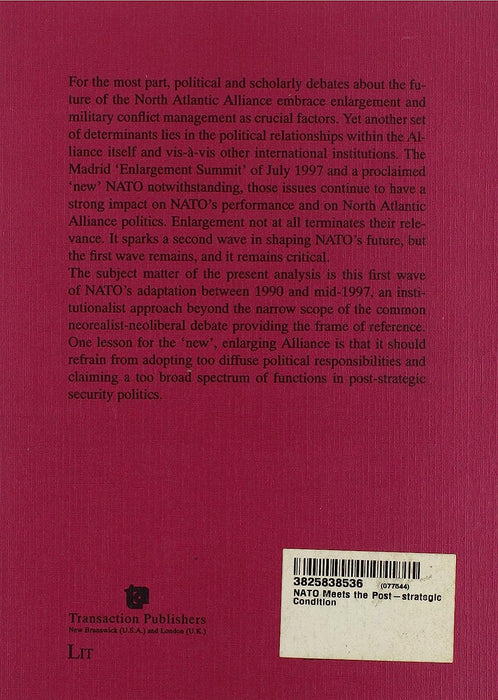 For the most part, political and scholarly debates about the fu-
ture of the North Atlantic Alliance embrace enlargement and
military conflict management as crucial factors. Yet another set
of determinants lies in the political relationships within the Al-
liance itself and vis-à-vis other international institutions. The
Madrid ‘Enlargement Summit’ of July 1997 and a proclaimed
‘new’ NATO notwithstanding, those issues continue to have a
strong impact on NATO’s performance and on North Atlantic
Alliance politics. Enlargement not at all terminates their rele-
vance. It sparks a second wave in shaping NATO’s future, but
the first wave remains, and it remains critical.
The subject matter of the present analysis is this first wave
of NATO’s adaptation between 1990 and mid-1997, an insti-
tutionalist approach beyond the narrow scope of the common
neorealist-neoliberal debate providing the frame of reference.
One lesson for the ‘new’, enlarging Alliance is that it should
refrain from adopting too diffuse political responsibilities and
claiming a too broad spectrum of functions in post-strategic
security politics.
Transaction Publishers
New Brunswick (U.S.A.) and London (U.K.)
LIT
3825838536 (077544)
NATO Meets the Post-strategic
Condition